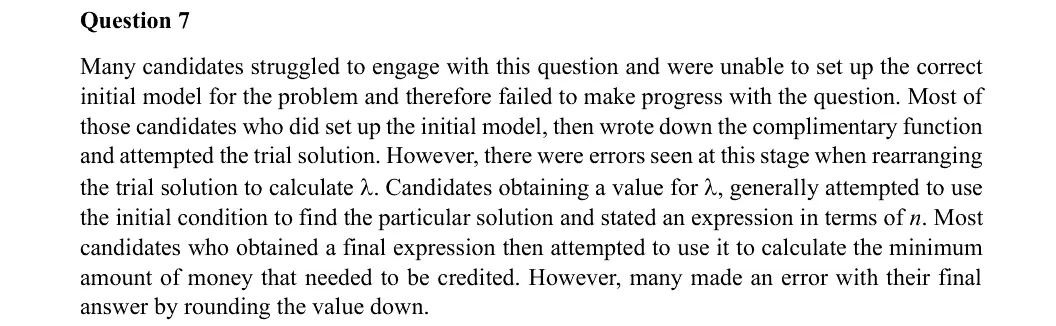 Question 7
Many candidates struggled to engage with this question and were unable to set up the correct
initial model for the problem and therefore failed to make progress with the question. Most of
those candidates who did set up the initial model, then wrote down the complimentary function
and attempted the trial solution. However, there were errors seen at this stage when rearranging
the trial solution to calculate λ. Candidates obtaining a value for λ, generally attempted to use
the initial condition to find the particular solution and stated an expression in terms of n. Most
candidates who obtained a final expression then attempted to use it to calculate the minimum
amount of money that needed to be credited. However, many made an error with their final
answer by rounding the value down.